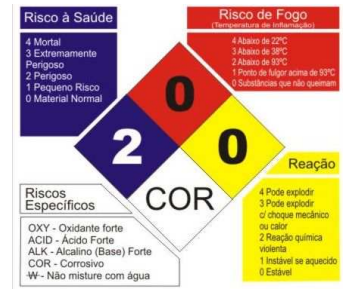 Risco à Saúde
4 Mortal
3 Extremamente
Perigoso
2 Perigoso
1 Pequeno Risco
0 Material Normal
Risco de Fogo
(Temperatura de Inflamação)
4 Abaixo de 22ºC
3 Abaixo de 38ºC
2 Abaixo de 93ºC
1 Ponto de fulgor acima de 93ºC
0 Substâncias que não queimam
0
2
0
COR
Riscos
Específicos
OXY - Oxidante forte
ACID - Ácido Forte
ALK - Alcalino (Base) Forte
COR - Corrosivo
W - Não misture com água
Reação
4 Pode explodir
3 Pode explodir
c/ choque mecânico
ou calor
2 Reação química
violenta
1 Instável se aquecido
0 Estável